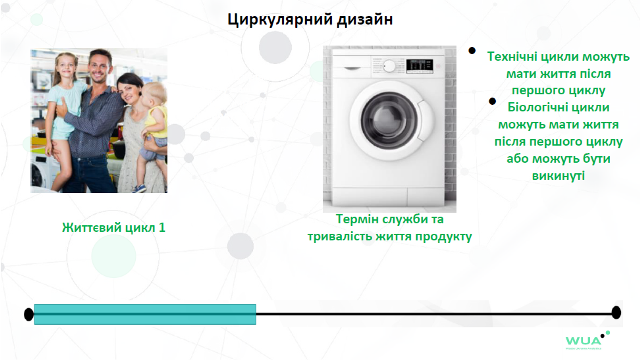 Циркулярний дизайн
Технічні цикли можуть
мати життя після
першого циклу
Біологічні цикли
можуть мати життя
після першого циклу
або можуть бути
викинуті
Життєвий цикл 1
Термін служби та
тривалість життя продукту
WUA